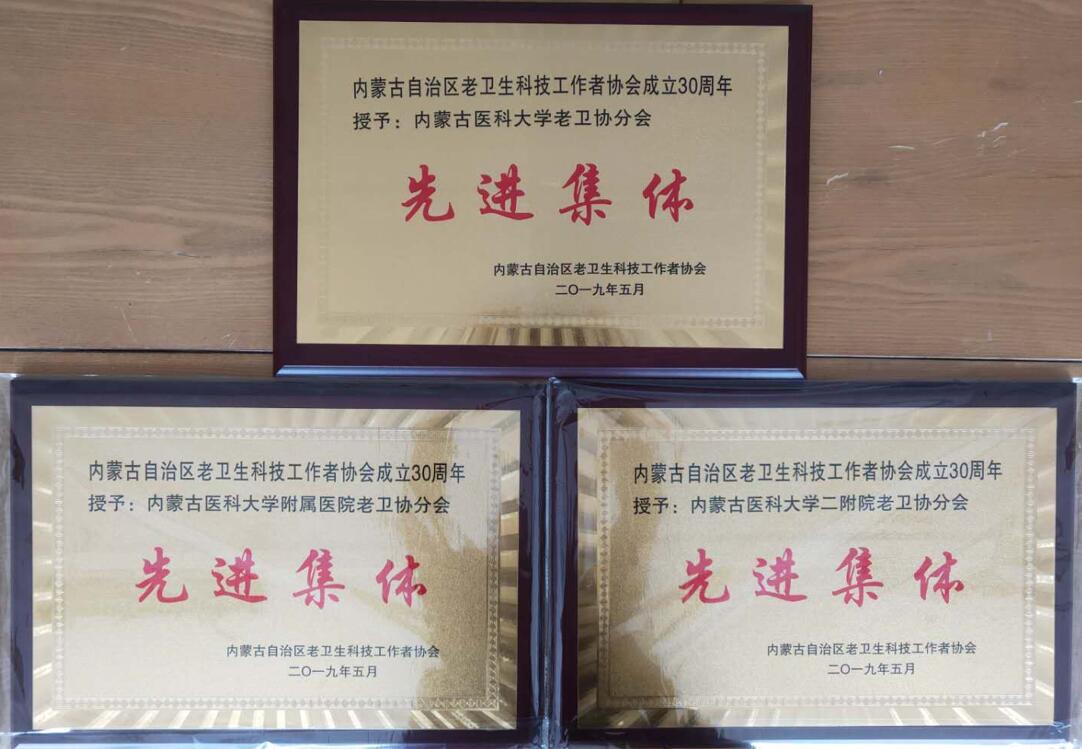 内蒙古自治区老卫生科技工作者协会成立30周年
授予：内蒙古医科大学老卫协分会
先进集体
内蒙古自治区老卫生科技工作者协会
二〇一九年五月
内蒙古自治区老卫生科技工作者协会成立30周年
授予：内蒙古医科大学附属医院老卫协分会
先进集体
内蒙古自治区老卫生科技工作者协会
二〇一九年五月
内蒙古自治区老卫生科技工作者协会成立30周年
授予：内蒙古医科大学二附院老卫协分会
先进集体
内蒙古自治区老卫生科技工作者协会
二〇一九年五月